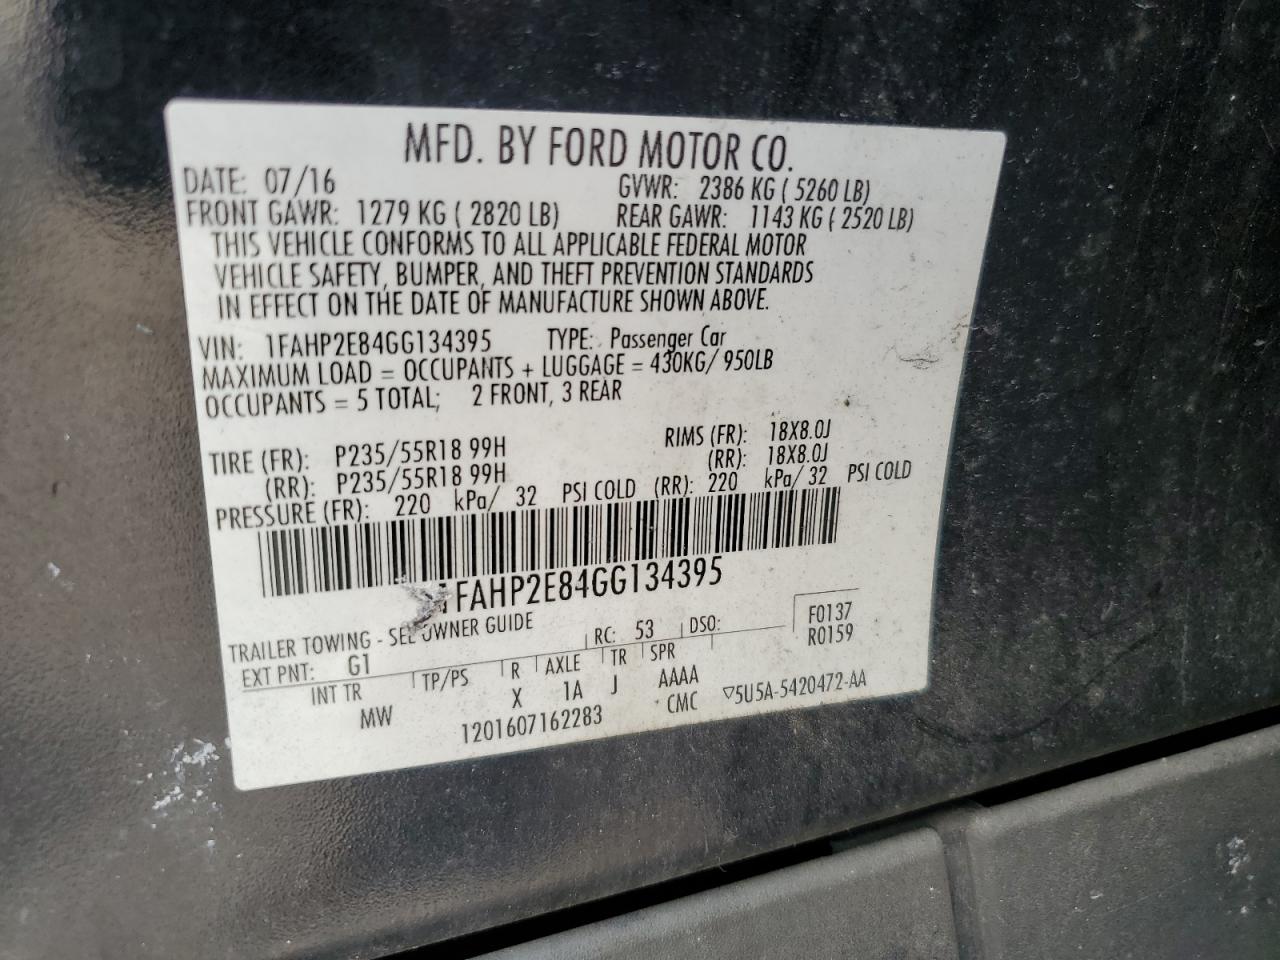 MFD. BY FORD MOTOR CO.
DATE: 07/16 GVWR: 2386 KG ( 5260 LB)
FRONT GAWR: 1279 KG ( 2820 LB) REAR GAWR: 1143 KG ( 2520 LB)
THIS VEHICLE CONFORMS TO ALL APPLICABLE FEDERAL MOTOR
VEHICLE SAFETY, BUMPER, AND THEFT PREVENTION STANDARDS
IN EFFECT ON THE DATE OF MANUFACTURE SHOWN ABOVE.
VIN: 1FAHP2E84GG134395 TYPE: Passenger Car
MAXIMUM LOAD = OCCUPANTS + LUGGAGE = 430KG/ 950LB
OCCUPANTS = 5 TOTAL; 2 FRONT, 3 REAR
TIRE (FR): P235/55R18 99H RIMS (FR): 18X8.0J
(RR): P235/55R18 99H (RR): 18X8.0J
PRESSURE (FR): 220 kPa/ 32 PSI COLD (RR): 220 kPa/ 32 PSI COLD
1FAHP2E84GG134395
TRAILER TOWING - SEE OWNER GUIDE
EXT PNT: G1 RC: 53 DSO: F0137
R0159
INT TR TP/PS R AXLE TR SPR
MW X 1A J AAAA
1201607162283 CMC ▽5U5A-5420472-AA